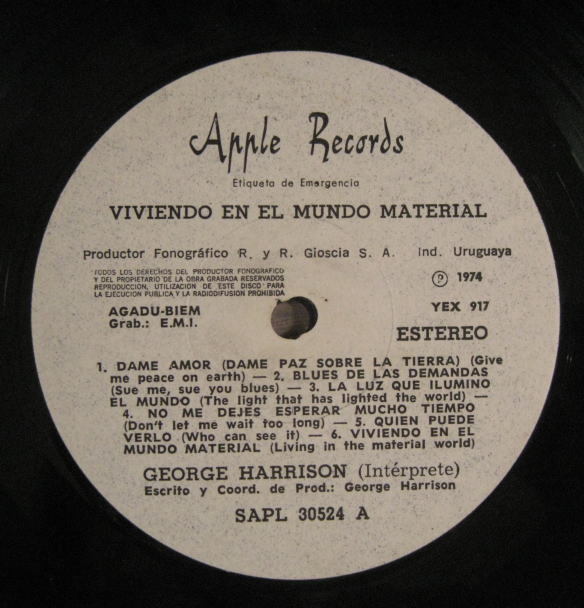 Apple Records
Etiqueta de Emergencia
VIVIENDO EN EL MUNDO MATERIAL
Productor Fonográfico R. y R. Gioscia S. A. Ind. Uruguaya
TODOS LOS DERECHOS DEL PRODUCTOR FONOGRAFICO
Y DEL PROPIETARIO DE LA OBRA GRABADA RESERVADOS
REPRODUCCION, UTILIZACION DE ESTE DISCO PARA
LA EJECUCION PUBLICA Y LA RADIODIFUSION PROHIBIDA
℗ 1974
AGADU-BIEM
YEX 917
Grab.: E.M.I.
ESTEREO
1. DAME AMOR (DAME PAZ SOBRE LA TIERRA) (Give
me peace on earth) — 2. BLUES DE LAS DEMANDAS
(Sue me, sue you blues) — 3. LA LUZ QUE ILUMINO
EL MUNDO (The light that has lighted the world) —
4. NO ME DEJES ESPERAR MUCHO TIEMPO
(Don't let me wait too long) — 5. QUIEN PUEDE
VERLO (Who can see it) — 6. VIVIENDO EN EL
MUNDO MATERIAL (Living in the material world)
GEORGE HARRISON (Intérprete)
Escrito y Coord. de Prod.: George Harrison
SAPL 30524 A